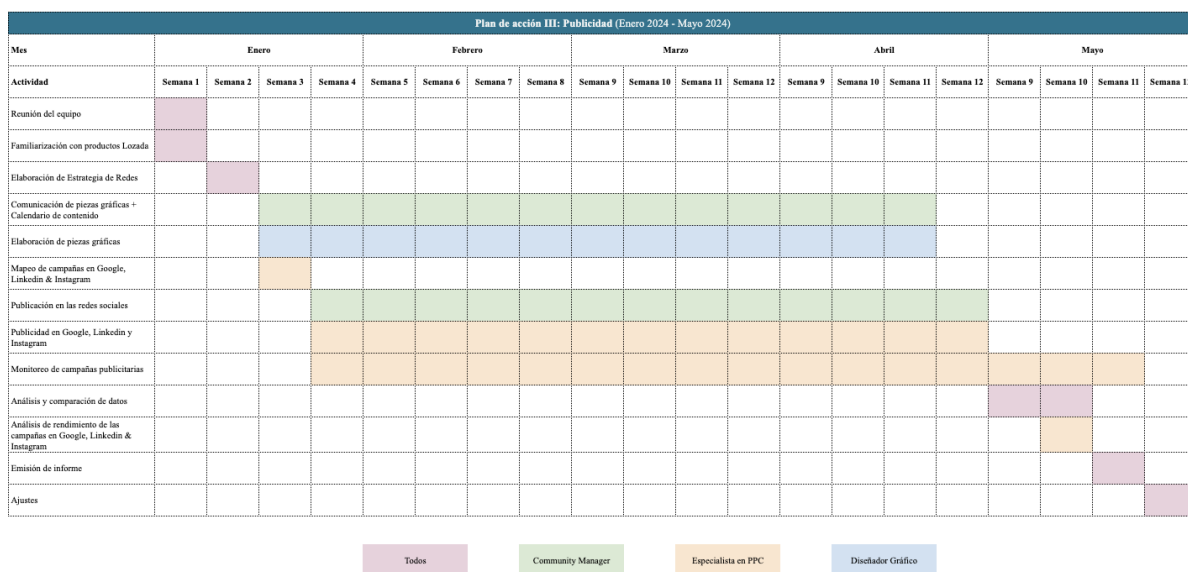 Plan de acción III: Publicidad (Enero 2024 - Mayo 2024)
Mes Enero Febrero Marzo Abril Mayo
Actividad Semana 1 Semana 2 Semana 3 Semana 4 Semana 5 Semana 6 Semana 7 Semana 8 Semana 9 Semana 10 Semana 11 Semana 12 Semana 9 Semana 10 Semana 11 Semana 12 Semana 9 Semana 10 Semana 11 Semana 1
Reunión del equipo
Familiarización con productos Lozada
Elaboración de Estrategia de Redes
Comunicación de piezas gráficas +
Calendario de contenido
Elaboración de piezas gráficas
Mapeo de campañas en Google,
Linkedin & Instagram
Publicación en las redes sociales
Publicidad en Google, Linkedin y
Instagram
Monitoreo de campañas publicitarias
Análisis y comparación de datos
Análisis de rendimiento de las
campañas en Google, Linkedin &
Instagram
Emisión de informe
Ajustes
Todos Community Manager Especialista en PPC Diseñador Gráfico